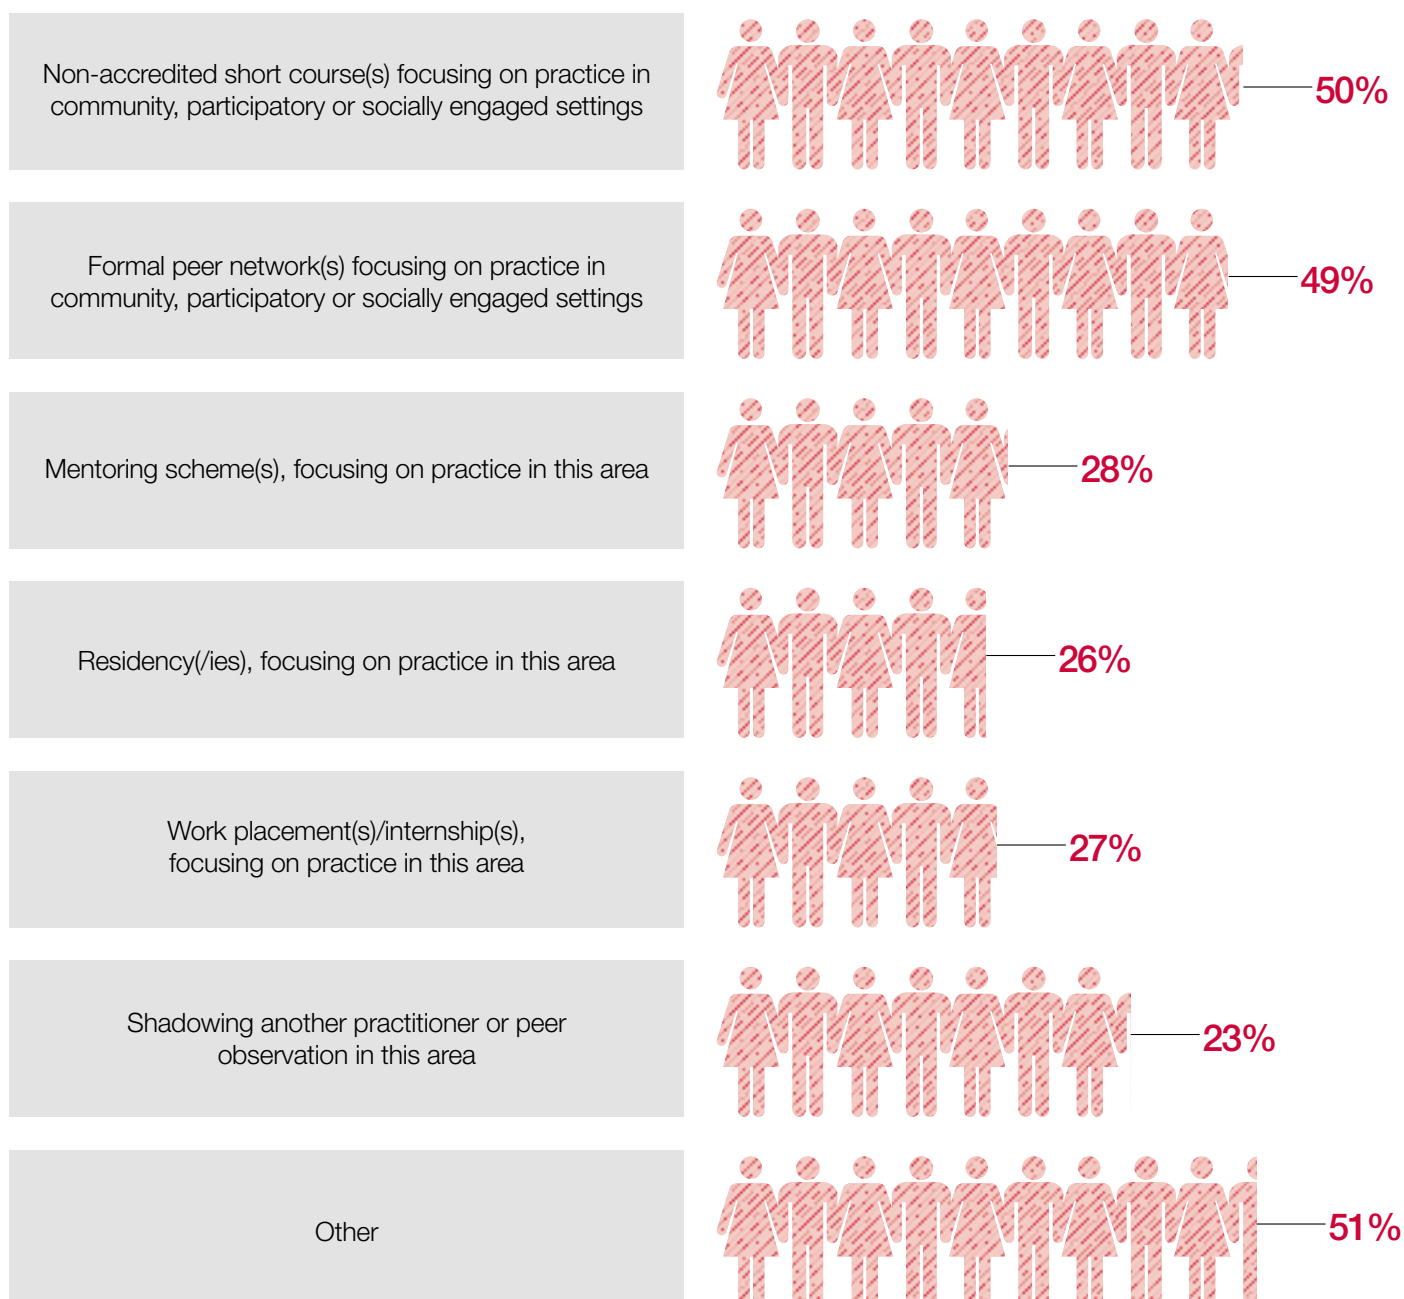 Non-accredited short course(s) focusing on practice in
community, participatory or socially engaged settings
50%
Formal peer network(s) focusing on practice in
community, participatory or socially engaged settings
49%
Mentoring scheme(s), focusing on practice in this area
28%
Residency(/ies), focusing on practice in this area
26%
Work placement(s)/internship(s),
focusing on practice in this area
27%
Shadowing another practitioner or peer
observation in this area
23%
Other
51%